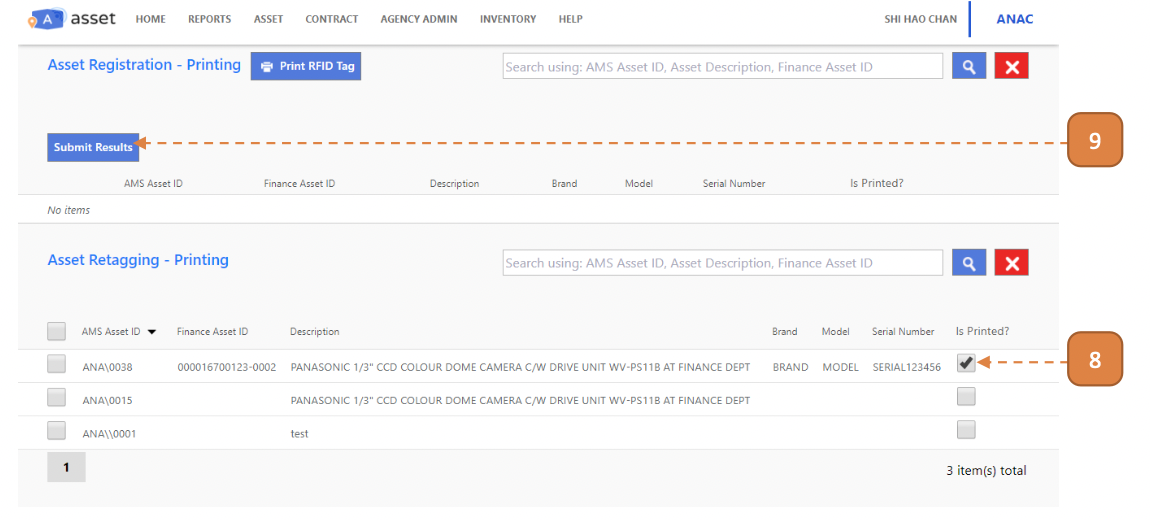 A asset HOME REPORTS ASSET CONTRACT AGENCY ADMIN INVENTORY HELP SHI HAO CHAN ANAC
Asset Registration - Printing Print RFID Tag Search using: AMS Asset ID, Asset Description, Finance Asset ID
Submit Results 9
AMS Asset ID Finance Asset ID Description Brand Model Serial Number Is Printed?
No items
Asset Retagging - Printing Search using: AMS Asset ID, Asset Description, Finance Asset ID
AMS Asset ID Finance Asset ID Description Brand Model Serial Number Is Printed?
ANA\0038 000016700123-0002 PANASONIC 1/3" CCD COLOUR DOME CAMERA C/W DRIVE UNIT WV-PS11B AT FINANCE DEPT BRAND MODEL SERIAL123456 8
ANA\0015 PANASONIC 1/3" CCD COLOUR DOME CAMERA C/W DRIVE UNIT WV-PS11B AT FINANCE DEPT
ANA\\0001 test
1 3 item(s) total